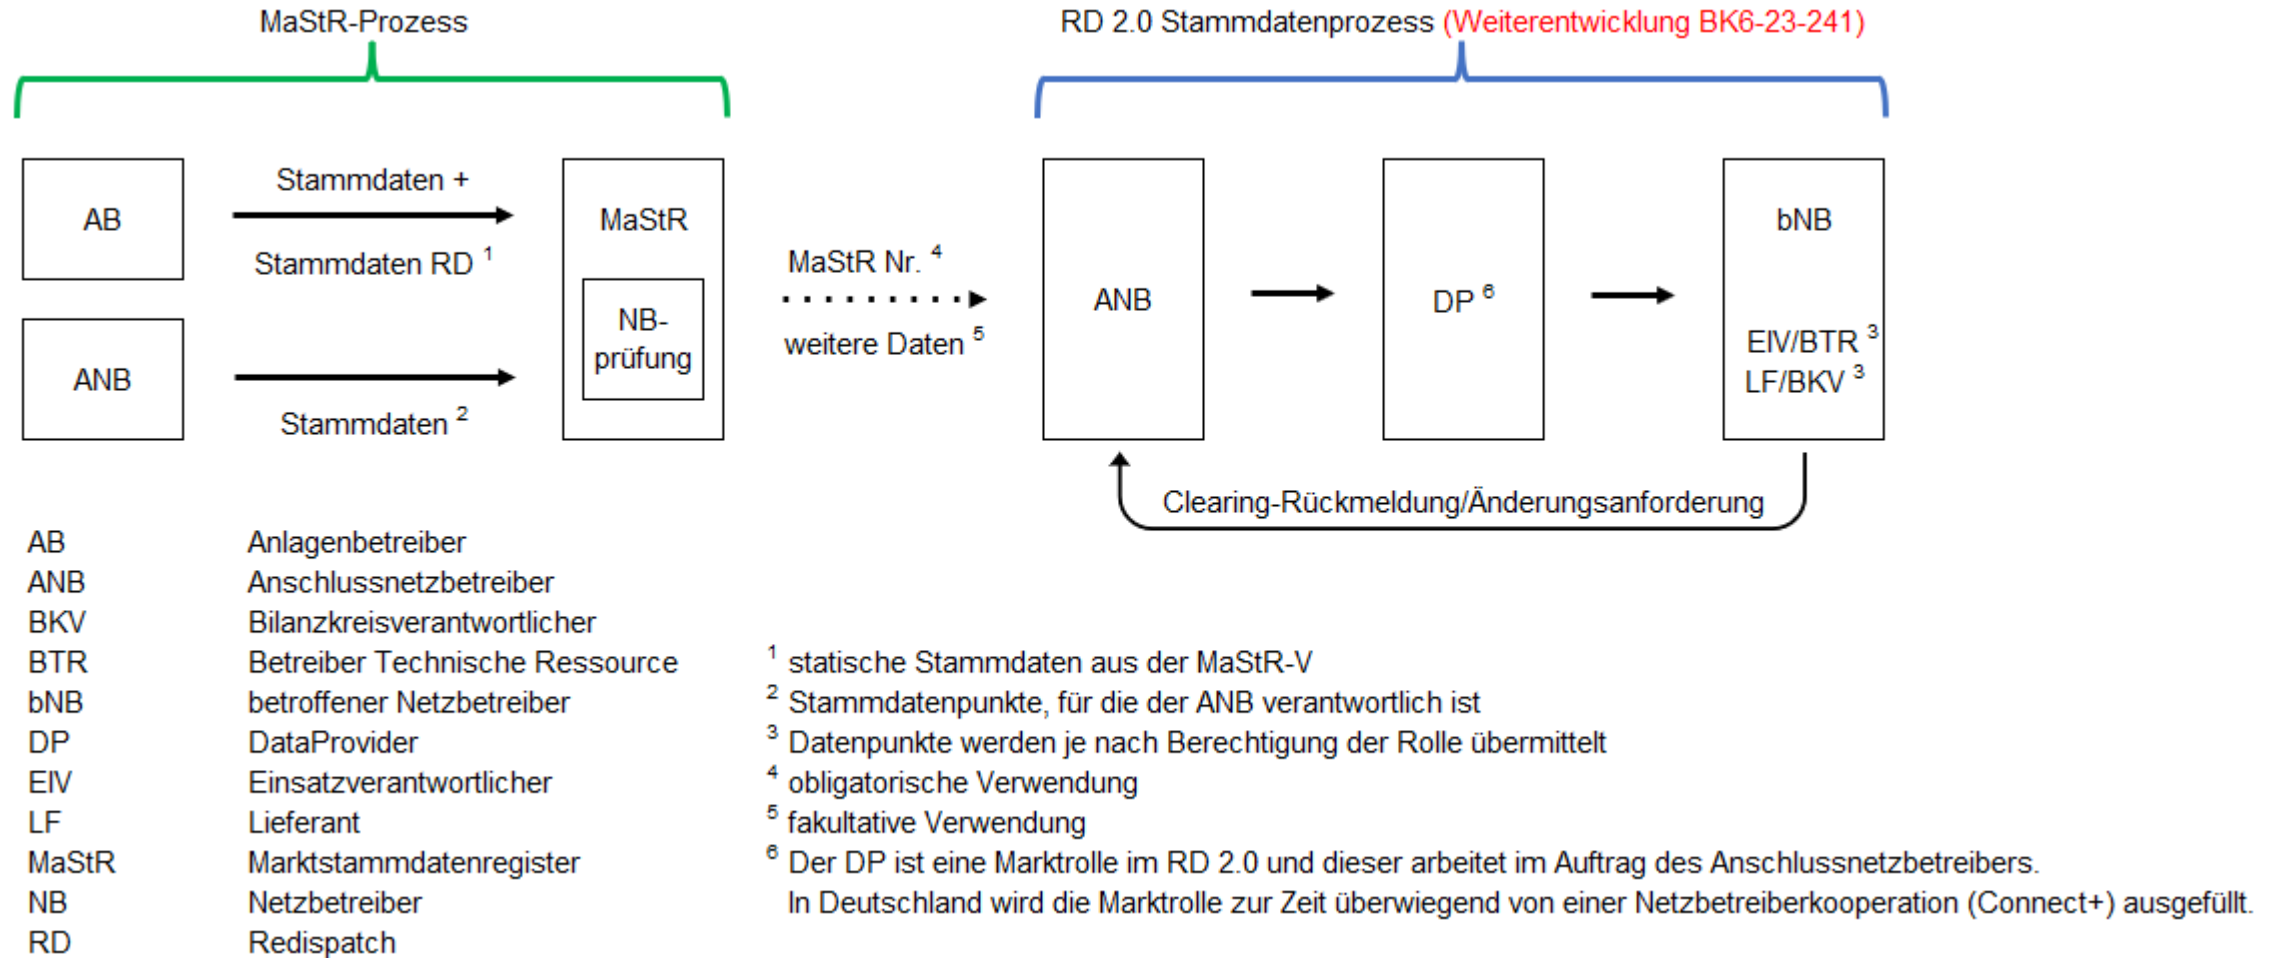 MaStR-Prozess
RD 2.0 Stammdatenprozess (Weiterentwicklung BK6-23-241)
AB
Stammdaten +
Stammdaten RD ¹
ANB
Stammdaten ²
MaStR
NB-
prüfung
MaStR Nr. ⁴
weitere Daten ⁵
ANB
DP ⁶
bNB
EIV/BTR ³
LF/BKV ³
Clearing-Rückmeldung/Änderungsanforderung
AB Anlagenbetreiber
ANB Anschlussnetzbetreiber
BKV Bilanzkreisverantwortlicher
BTR Betreiber Technische Ressource
bNB betroffener Netzbetreiber
DP DataProvider
EIV Einsatzverantwortlicher
LF Lieferant
MaStR Marktstammdatenregister
NB Netzbetreiber
RD Redispatch
¹ statische Stammdaten aus der MaStR-V
² Stammdatenpunkte, für die der ANB verantwortlich ist
³ Datenpunkte werden je nach Berechtigung der Rolle übermittelt
⁴ obligatorische Verwendung
⁵ fakultative Verwendung
⁶ Der DP ist eine Marktrolle im RD 2.0 und dieser arbeitet im Auftrag des Anschlussnetzbetreibers.
In Deutschland wird die Marktrolle zur Zeit überwiegend von einer Netzbetreiberkooperation (Connect+) ausgefüllt.